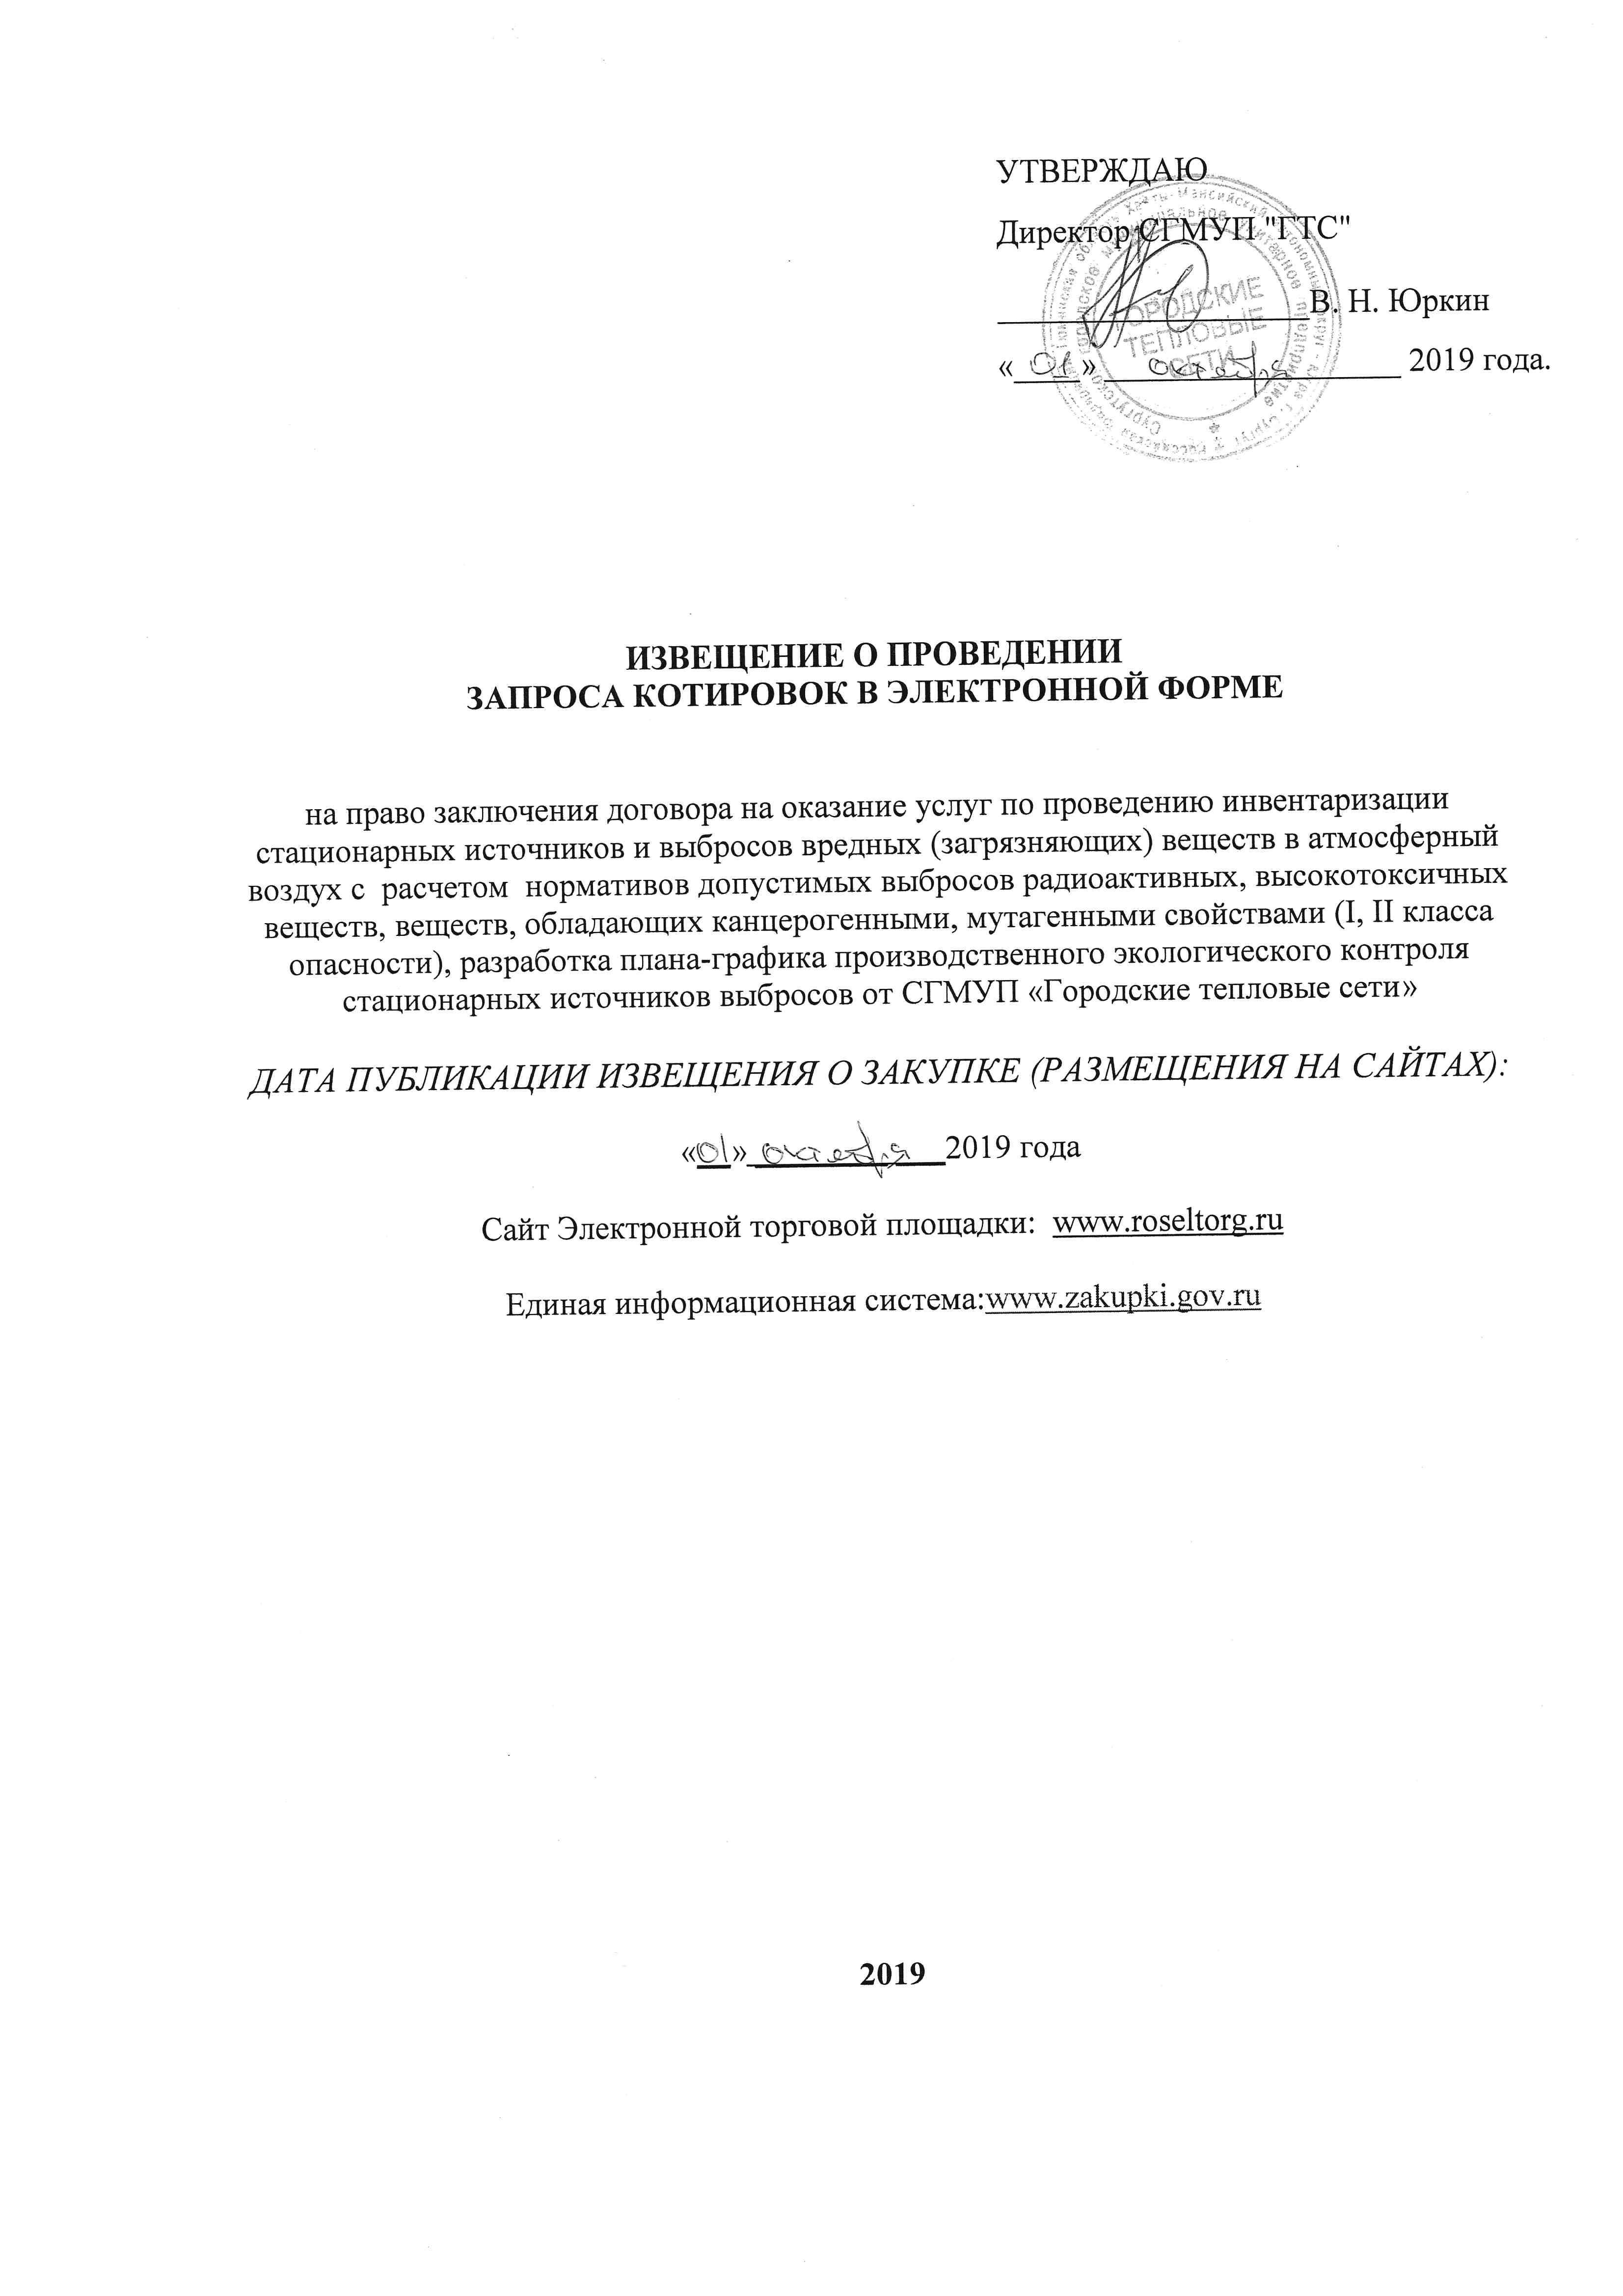 УТВЕРЖДАЮ
Директор СГМУП "ГТС"
В. Н. Юркин
«01» октября 2019 года.
ГОРОДСКИЕ
ТЕПЛОВЫЕ
СЕТИ
ИЗВЕЩЕНИЕ О ПРОВЕДЕНИИ
ЗАПРОСА КОТИРОВОК В ЭЛЕКТРОННОЙ ФОРМЕ
на право заключения договора на оказание услуг по проведению инвентаризации
стационарных источников и выбросов вредных (загрязняющих) веществ в атмосферный
воздух с расчетом нормативов допустимых выбросов радиоактивных, высокотоксичных
веществ, веществ, обладающих канцерогенными, мутагенными свойствами (I, II класса
опасности), разработка плана-графика производственного экологического контроля
стационарных источников выбросов от СГМУП «Городские тепловые сети»
ДАТА ПУБЛИКАЦИИ ИЗВЕЩЕНИЯ О ЗАКУПКЕ (РАЗМЕЩЕНИЯ НА САЙТАХ):
«01» октября 2019 года
Сайт Электронной торговой площадки: www.roseltorg.ru
Единая информационная система:www.zakupki.gov.ru
2019